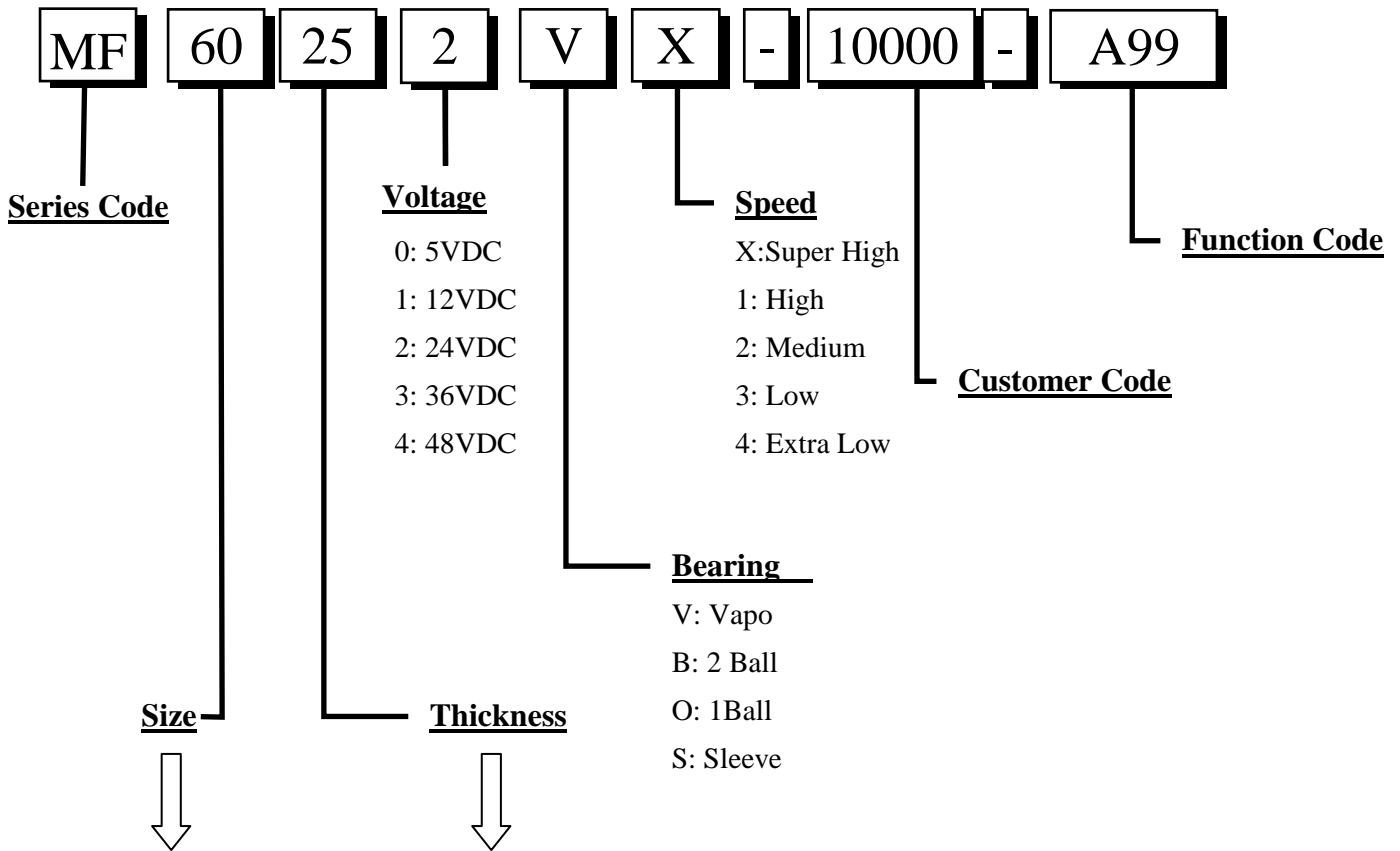 MF 60 25 2 V X - 10000 - A99
Series Code
Voltage
0: 5VDC
1: 12VDC
2: 24VDC
3: 36VDC
4: 48VDC
Speed
X:Super High
1: High
2: Medium
3: Low
4: Extra Low
Function Code
Customer Code
Bearing
V: Vapo
B: 2 Ball
O: 1Ball
S: Sleeve
Size
Thickness